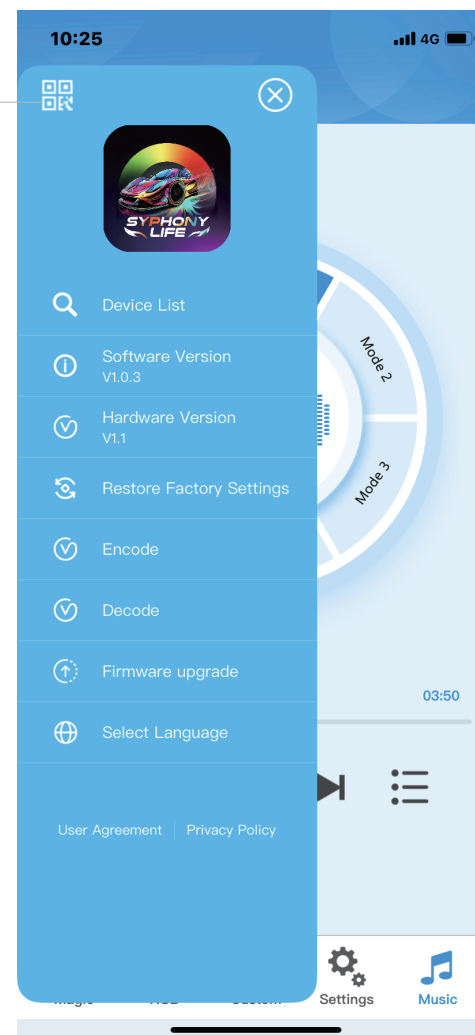 10:25
4G
SYPHONY
LIFE
Device List
Software Version
V1.0.3
Hardware Version
V1.1
Restore Factory Settings
Encode
Decode
Firmware upgrade
Select Language
User Agreement
Privacy Policy
Mode 2
Mode 3
03:50
Settings
Music